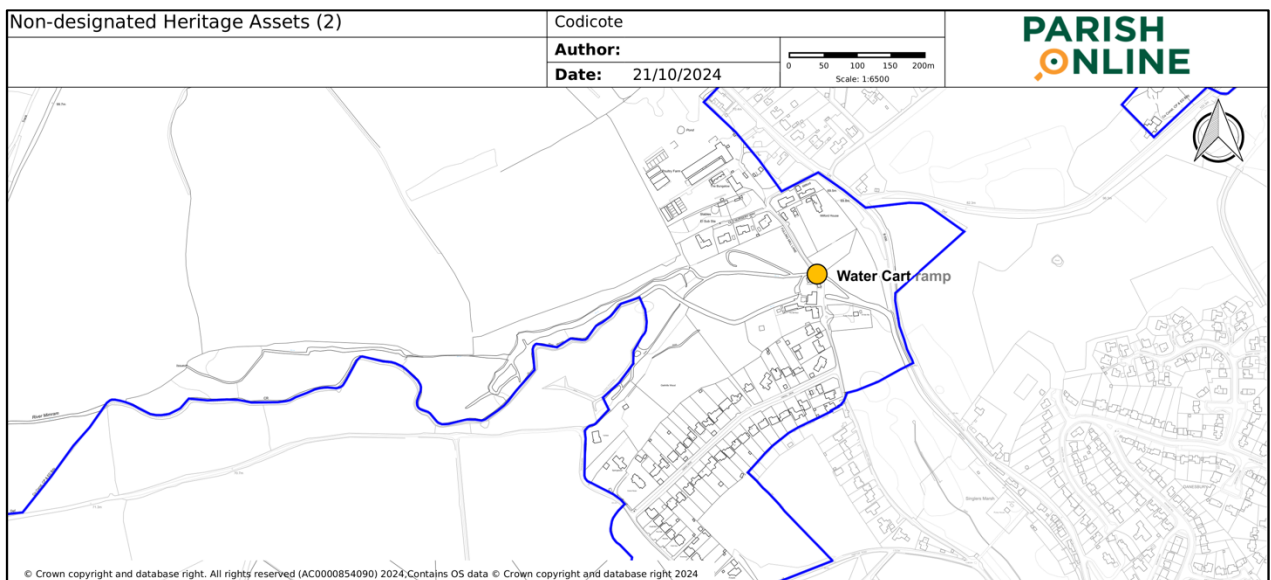 Non-designated Heritage Assets (2)
Codicote
Author:
Date: 21/10/2024
0 50 100 150 200m
Scale: 1:6500
PARISH
ONLINE
Water Cart ramp
River Mimram
Singlers Marsh
© Crown copyright and database right. All rights reserved (AC0000854090) 2024,Contains OS data © Crown copyright and database right 2024